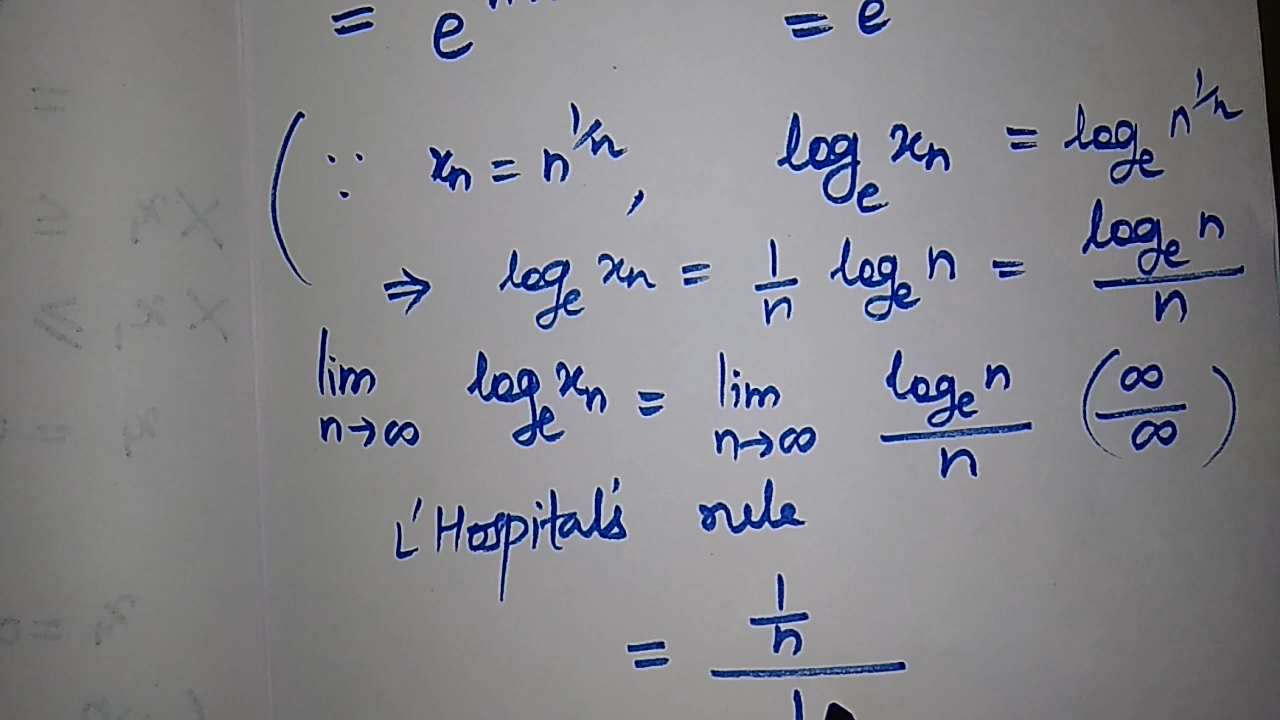 = e = e
( ∵ xₙ = n^1/n, logₑ xₙ = logₑ n^1/n
⇒ logₑ xₙ = 1/n logₑ n = logₑ n / n
lim n→∞ logₑ xₙ = lim n→∞ logₑ n / n (∞/∞)
L'Hospital's rule
= 1/n / 1